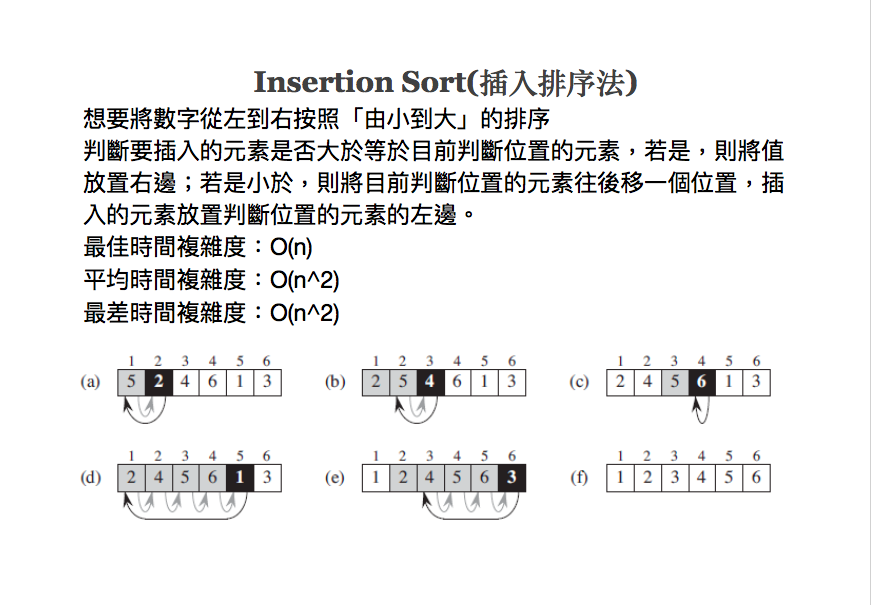 Insertion Sort(插入排序法)
想要將數字從左到右按照「由小到大」的排序
判斷要插入的元素是否大於等於目前判斷位置的元素，若是，則將值
放置右邊；若是小於，則將目前判斷位置的元素往後移一個位置，插
入的元素放置判斷位置的元素的左邊。
最佳時間複雜度：O(n)
平均時間複雜度：O(n^2)
最差時間複雜度：O(n^2)
1 2 3 4 5 6
(a) 5 2 4 6 1 3
1 2 3 4 5 6
(b) 2 5 4 6 1 3
1 2 3 4 5 6
(c) 2 4 5 6 1 3
1 2 3 4 5 6
(d) 2 4 5 6 1 3
1 2 3 4 5 6
(e) 1 2 4 5 6 3
1 2 3 4 5 6
(f) 1 2 3 4 5 6